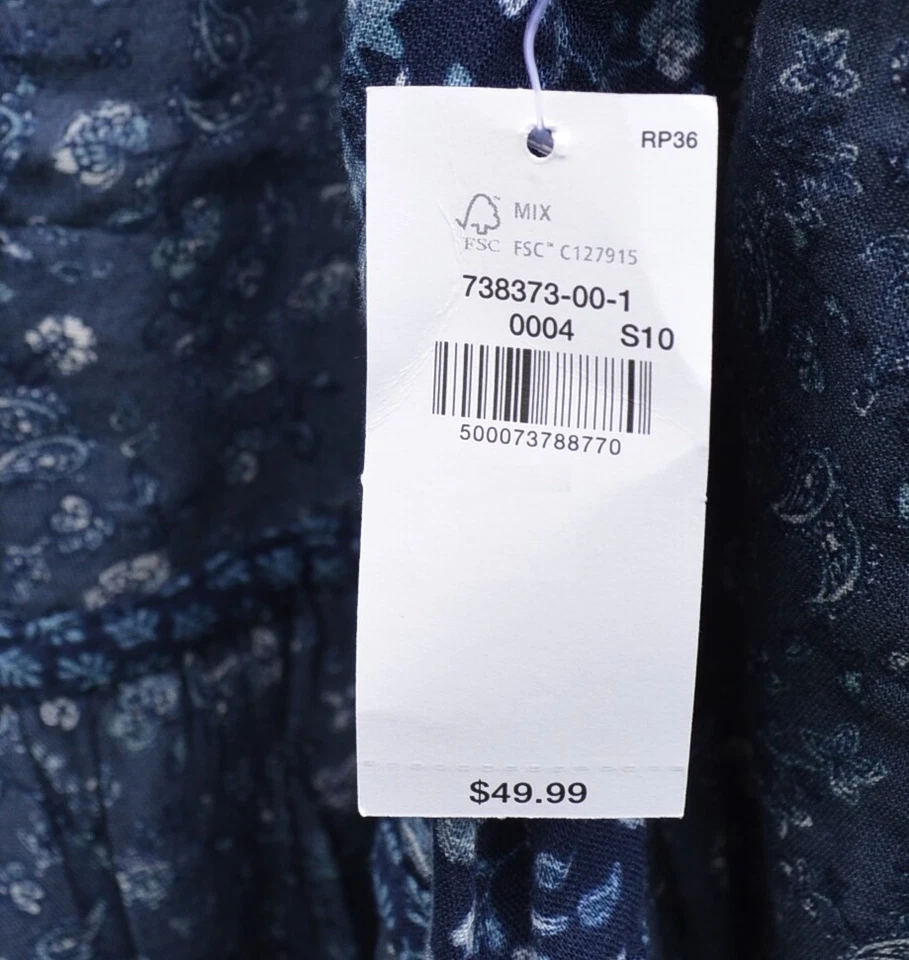 RP36
MIX
FSC FSC™ C127915
738373-00-1
0004 S10
500073788770
$49.99